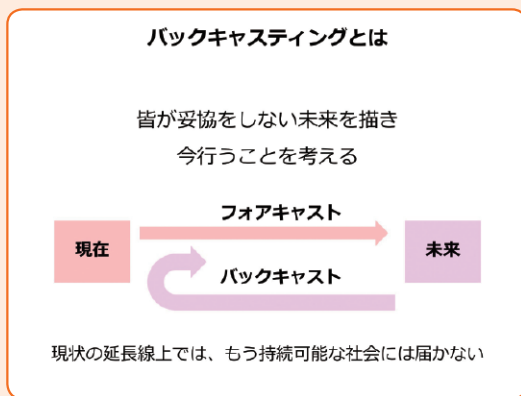 バックキャスティングとは
皆が妥協をしない未来を描き
今行うことを考える
フォアキャスト
現在
未来
バックキャスト
現状の延長線上では、もう持続可能な社会には届かない